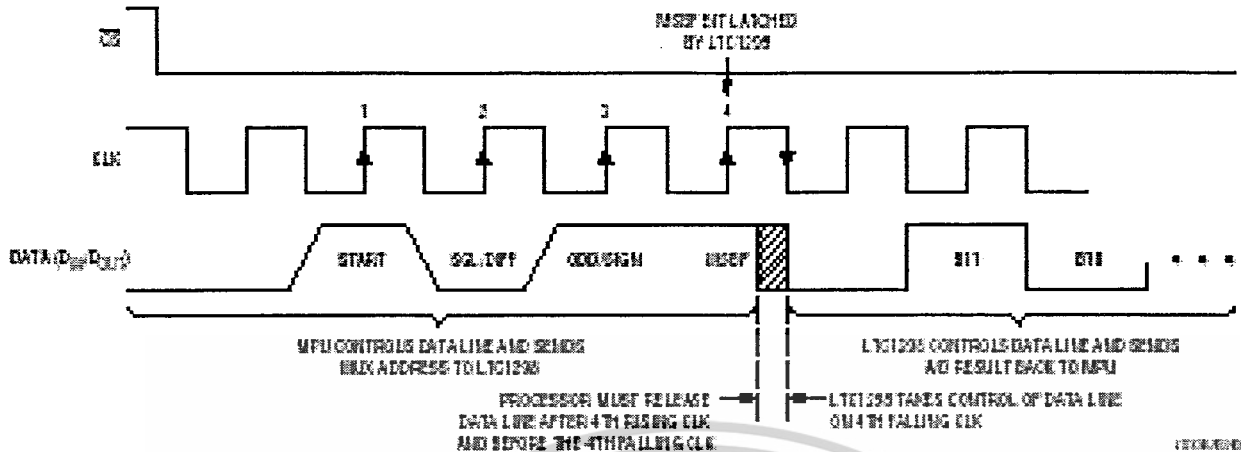 CS
MSBF BIT LATCHED
BY LTC1298
1 2 3 4
CLK
DATA (DIN/DOUT)
START SGL/DIFF ODD/SIGN MSBF B11 B10 • • •
MPU CONTROLS DATA LINE AND SENDS
MUX ADDRESS TO LTC1298
LTC1298 CONTROLS DATA LINE AND SENDS
A/D RESULT BACK TO MPU
PROCESSOR MUST RELEASE
DATA LINE AFTER 4TH RISING CLK
AND BEFORE THE 4TH FALLING CLK
LTC1298 TAKES CONTROL OF DATA LINE
ON 4TH FALLING CLK